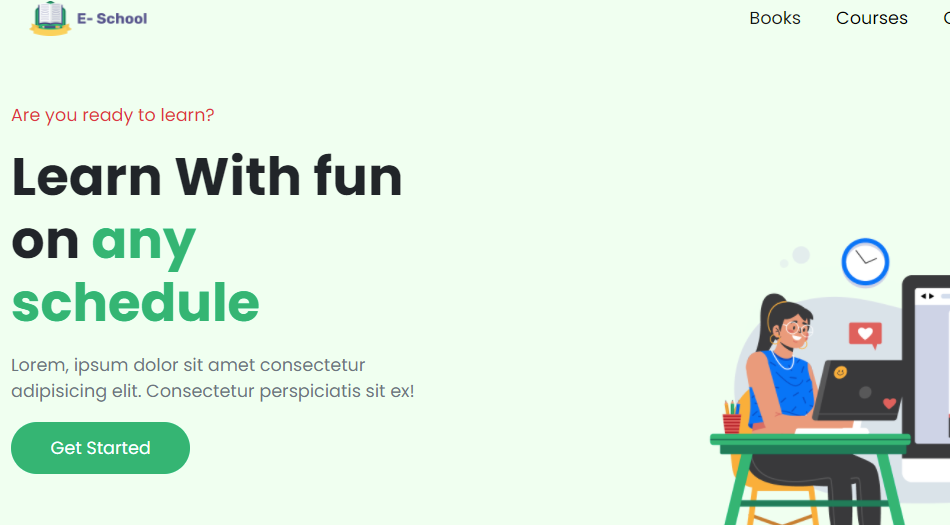 E- School
Books
Courses
Are you ready to learn?
Learn With fun
on any
schedule
Lorem, ipsum dolor sit amet consectetur
adipisicing elit. Consectetur perspiciatis sit ex!
Get Started